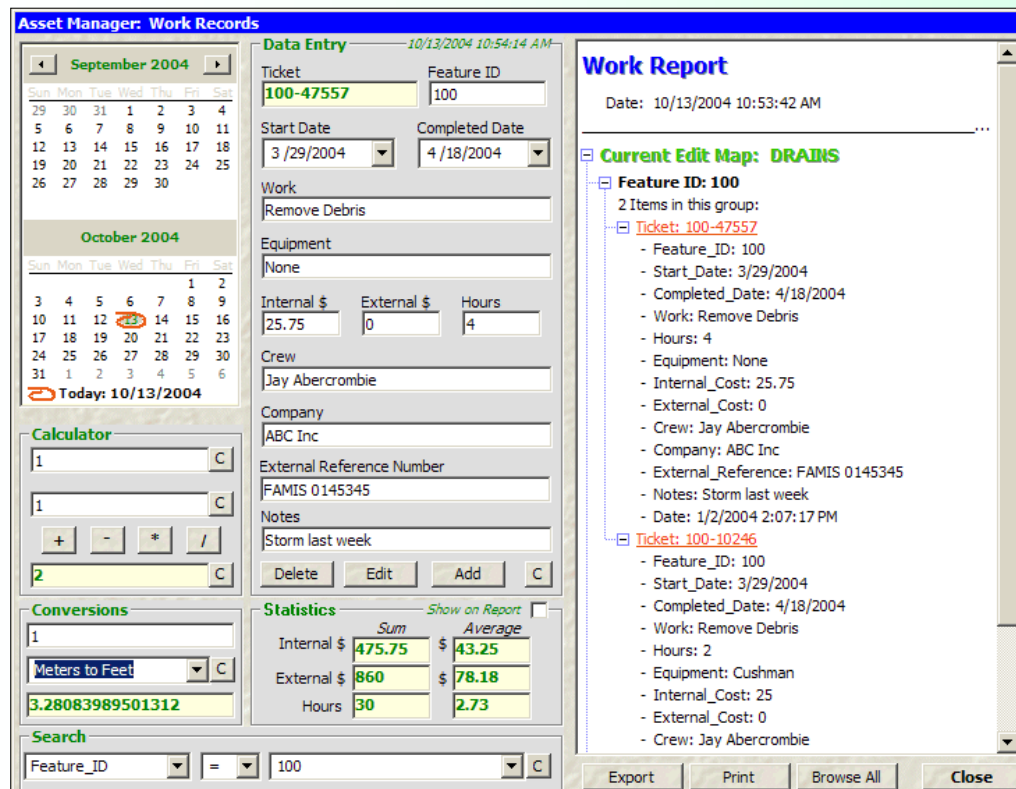 Asset Manager: Work Records
September 2004
Sun Mon Tue Wed Thu Fri Sat
29 30 31 1 2 3 4
5 6 7 8 9 10 11
12 13 14 15 16 17 18
19 20 21 22 23 24 25
26 27 28 29 30
October 2004
Sun Mon Tue Wed Thu Fri Sat
1 2
3 4 5 6 7 8 9
10 11 12 13 14 15 16
17 18 19 20 21 22 23
24 25 26 27 28 29 30
31 1 2 3 4 5 6
Today: 10/13/2004
Calculator
1 C
1 C
+ - * /
2 C
Conversions
1
Meters to Feet C
3.28083989501312
Data Entry 10/13/2004 10:54:14 AM
Ticket Feature ID
100-47557 100
Start Date Completed Date
3 /29/2004 4 /18/2004
Work
Remove Debris
Equipment
None
Internal $ External $ Hours
25.75 0 4
Crew
Jay Abercrombie
Company
ABC Inc
External Reference Number
FAMIS 0145345
Notes
Storm last week
Delete Edit Add C
Statistics Show on Report
Sum Average
Internal $ 475.75 $ 43.25
External $ 860 $ 78.18
Hours 30 2.73
Search
Feature_ID = 100 C
Work Report
Date: 10/13/2004 10:53:42 AM
...
Current Edit Map: DRAINS
Feature ID: 100
2 Items in this group:
Ticket: 100-47557
- Feature_ID: 100
- Start_Date: 3/29/2004
- Completed_Date: 4/18/2004
- Work: Remove Debris
- Hours: 4
- Equipment: None
- Internal_Cost: 25.75
- External_Cost: 0
- Crew: Jay Abercrombie
- Company: ABC Inc
- External_Reference: FAMIS 0145345
- Notes: Storm last week
- Date: 1/2/2004 2:07:17 PM
Ticket: 100-10246
- Feature_ID: 100
- Start_Date: 3/29/2004
- Completed_Date: 4/18/2004
- Work: Remove Debris
- Hours: 2
- Equipment: Cushman
- Internal_Cost: 25
- External_Cost: 0
- Crew: Jay Abercrombie
Export Print Browse All Close